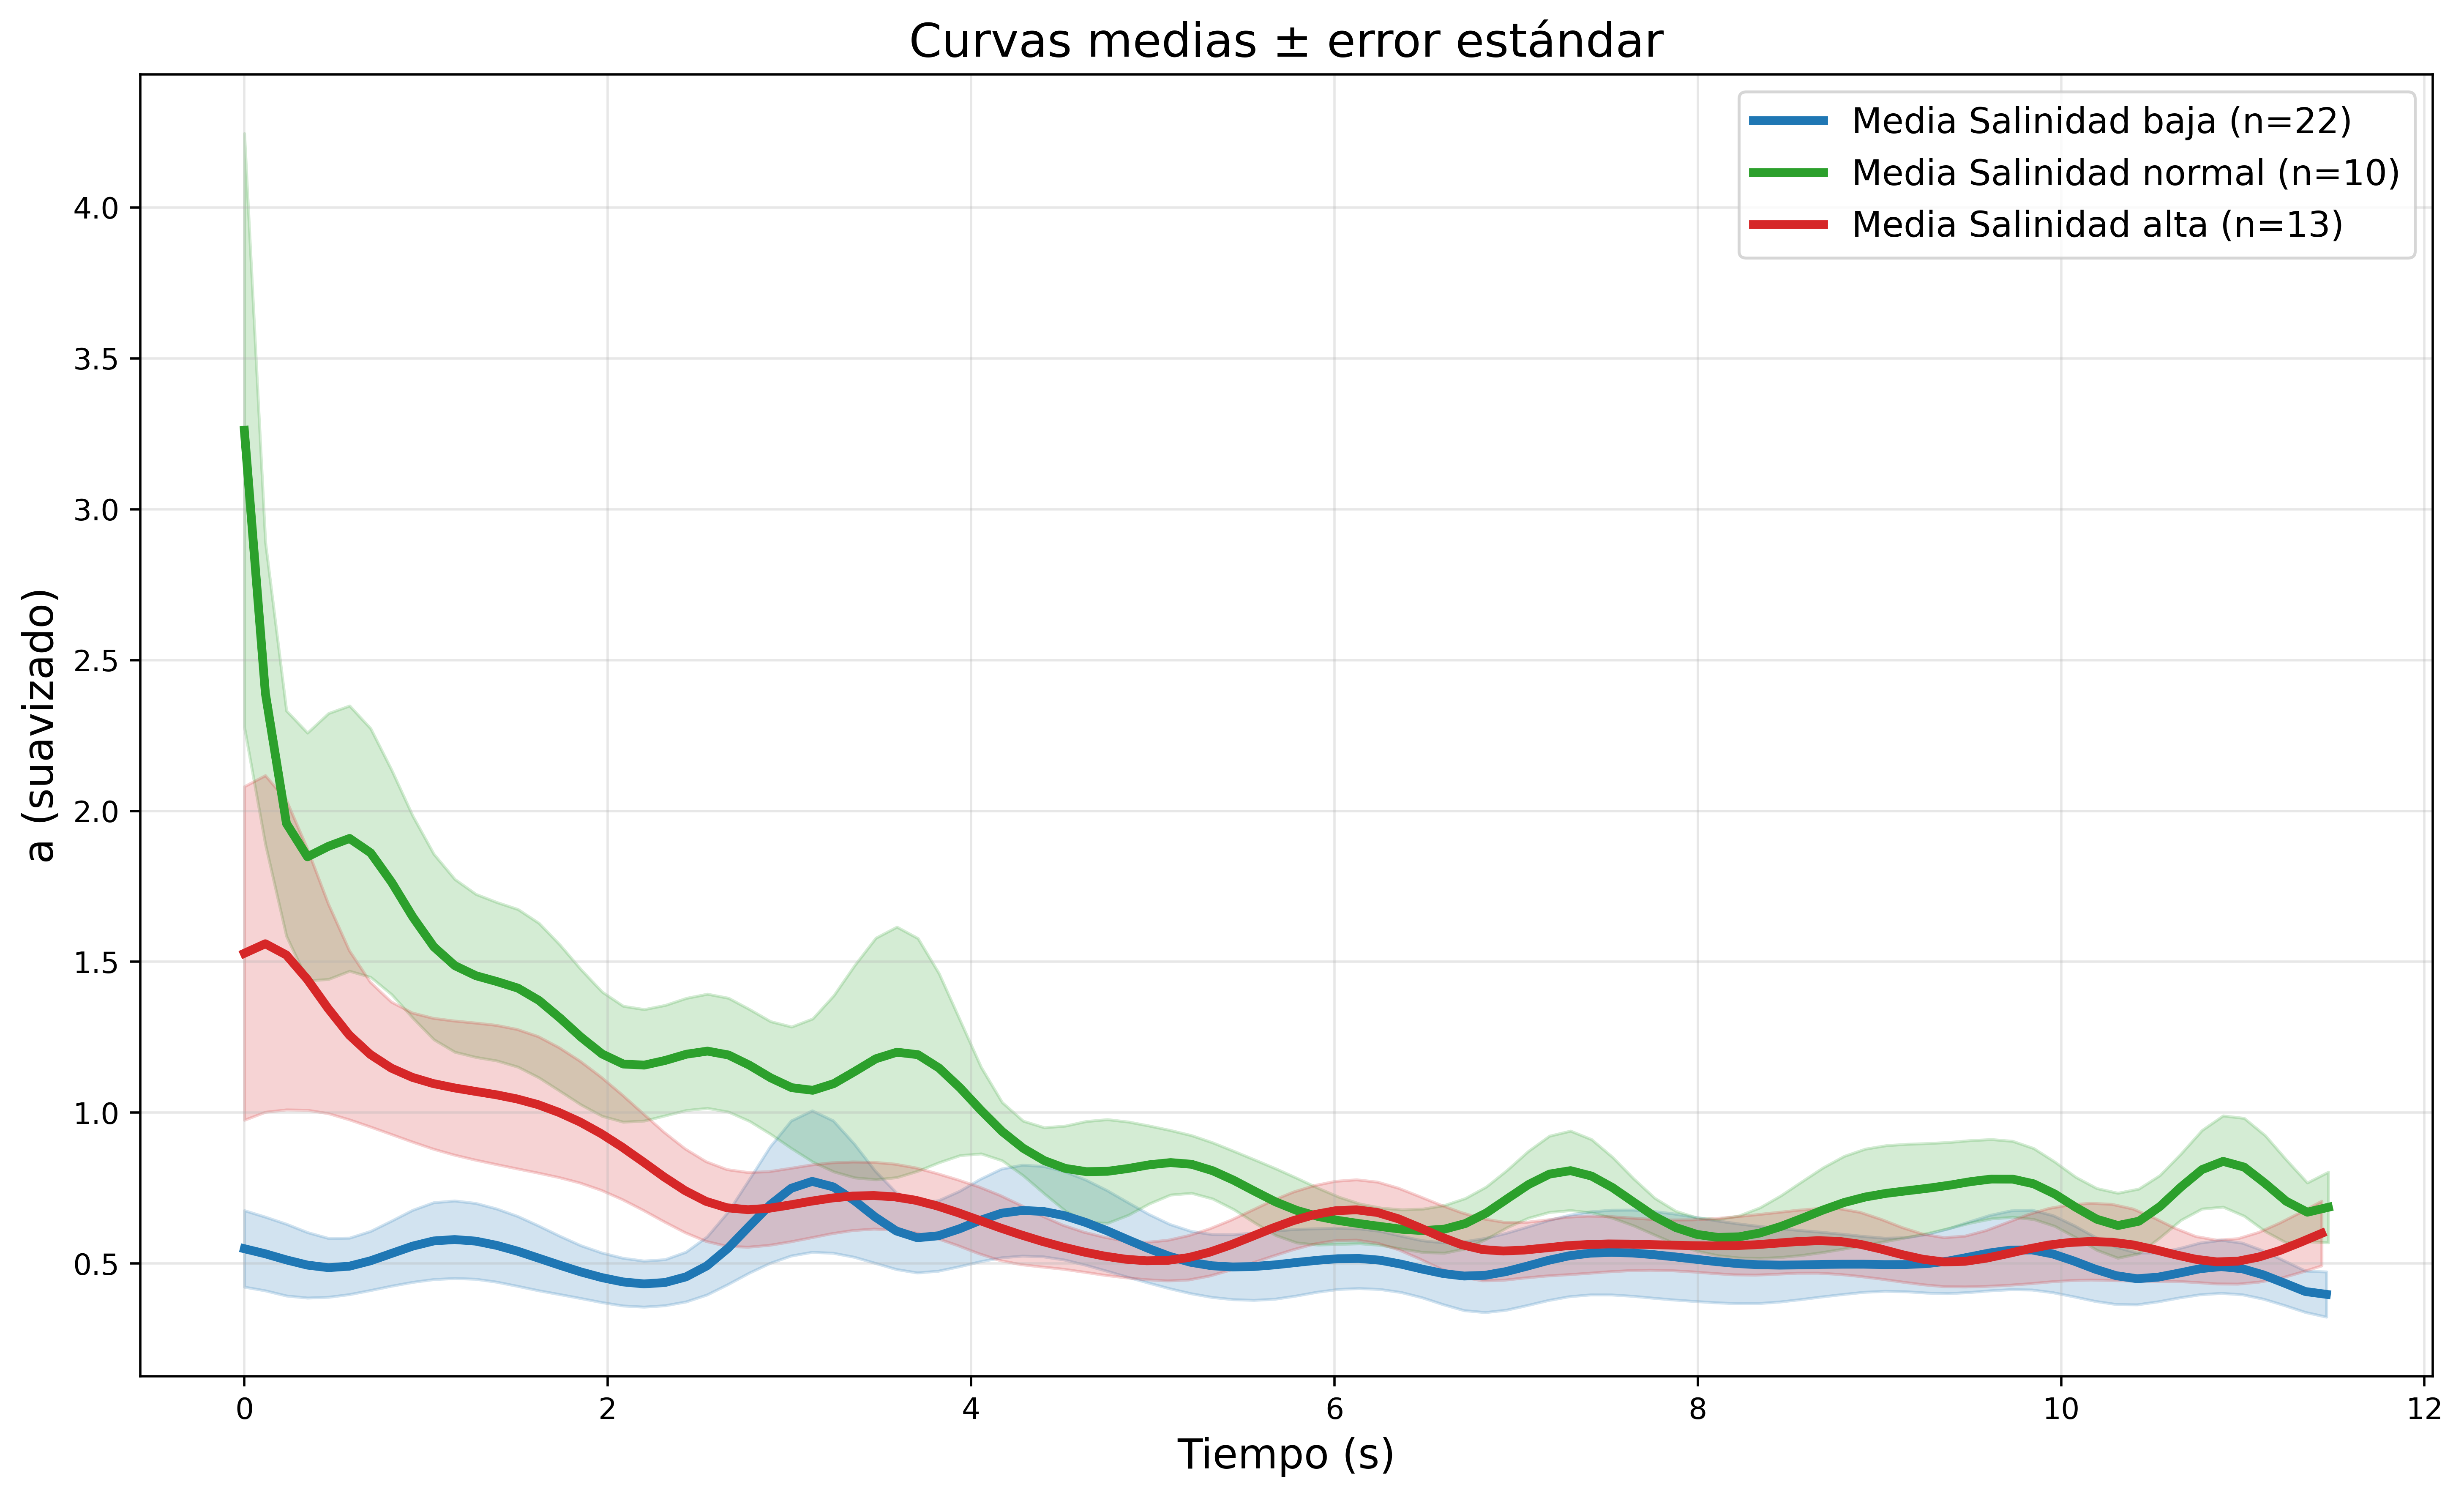 Curvas medias ± error estándar
Media Salinidad baja (n=22)
Media Salinidad normal (n=10)
Media Salinidad alta (n=13)
a (suavizado)
4.0
3.5
3.0
2.5
2.0
1.5
1.0
0.5
0 2 4 6 8 10 12
Tiempo (s)